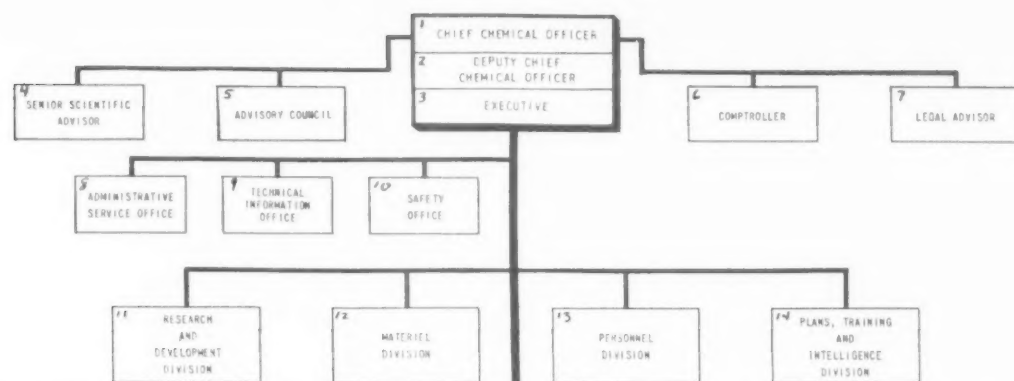 1
CHIEF CHEMICAL OFFICER
2
DEPUTY CHIEF
CHEMICAL OFFICER
3
EXECUTIVE
4
SENIOR SCIENTIFIC
ADVISOR
5
ADVISORY COUNCIL
6
COMPTROLLER
7
LEGAL ADVISOR
8
ADMINISTRATIVE
SERVICE OFFICE
9
TECHNICAL
INFORMATION
OFFICE
10
SAFETY
OFFICE
11
RESEARCH
AND
DEVELOPMENT
DIVISION
12
MATERIEL
DIVISION
13
PERSONNEL
DIVISION
14
PLANS, TRAINING
AND
INTELLIGENCE
DIVISION